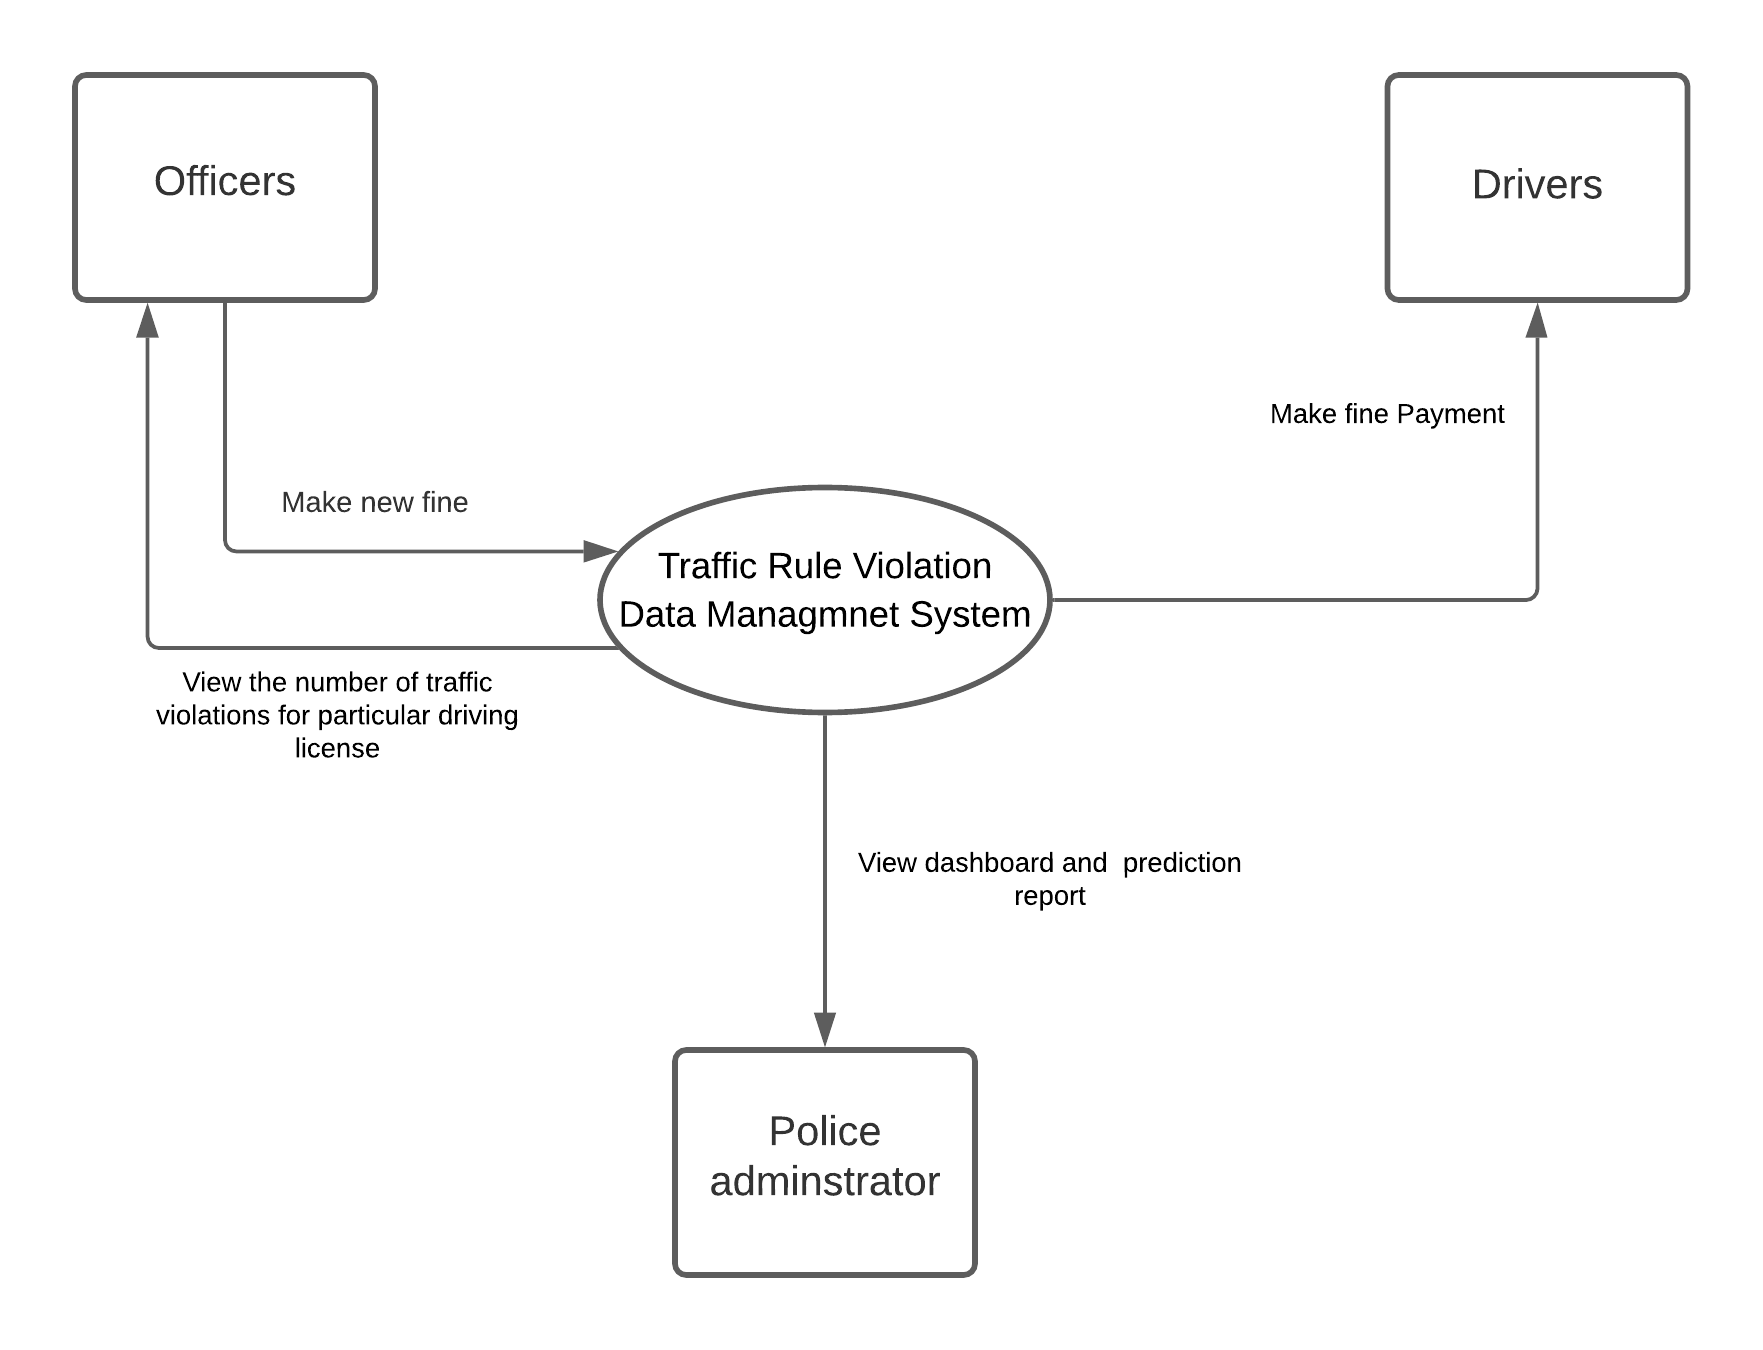 Officers
Drivers
Make fine Payment
Make new fine
Traffic Rule Violation
Data Managmnet System
View the number of traffic
violations for particular driving
license
View dashboard and  prediction
report
Police
adminstrator